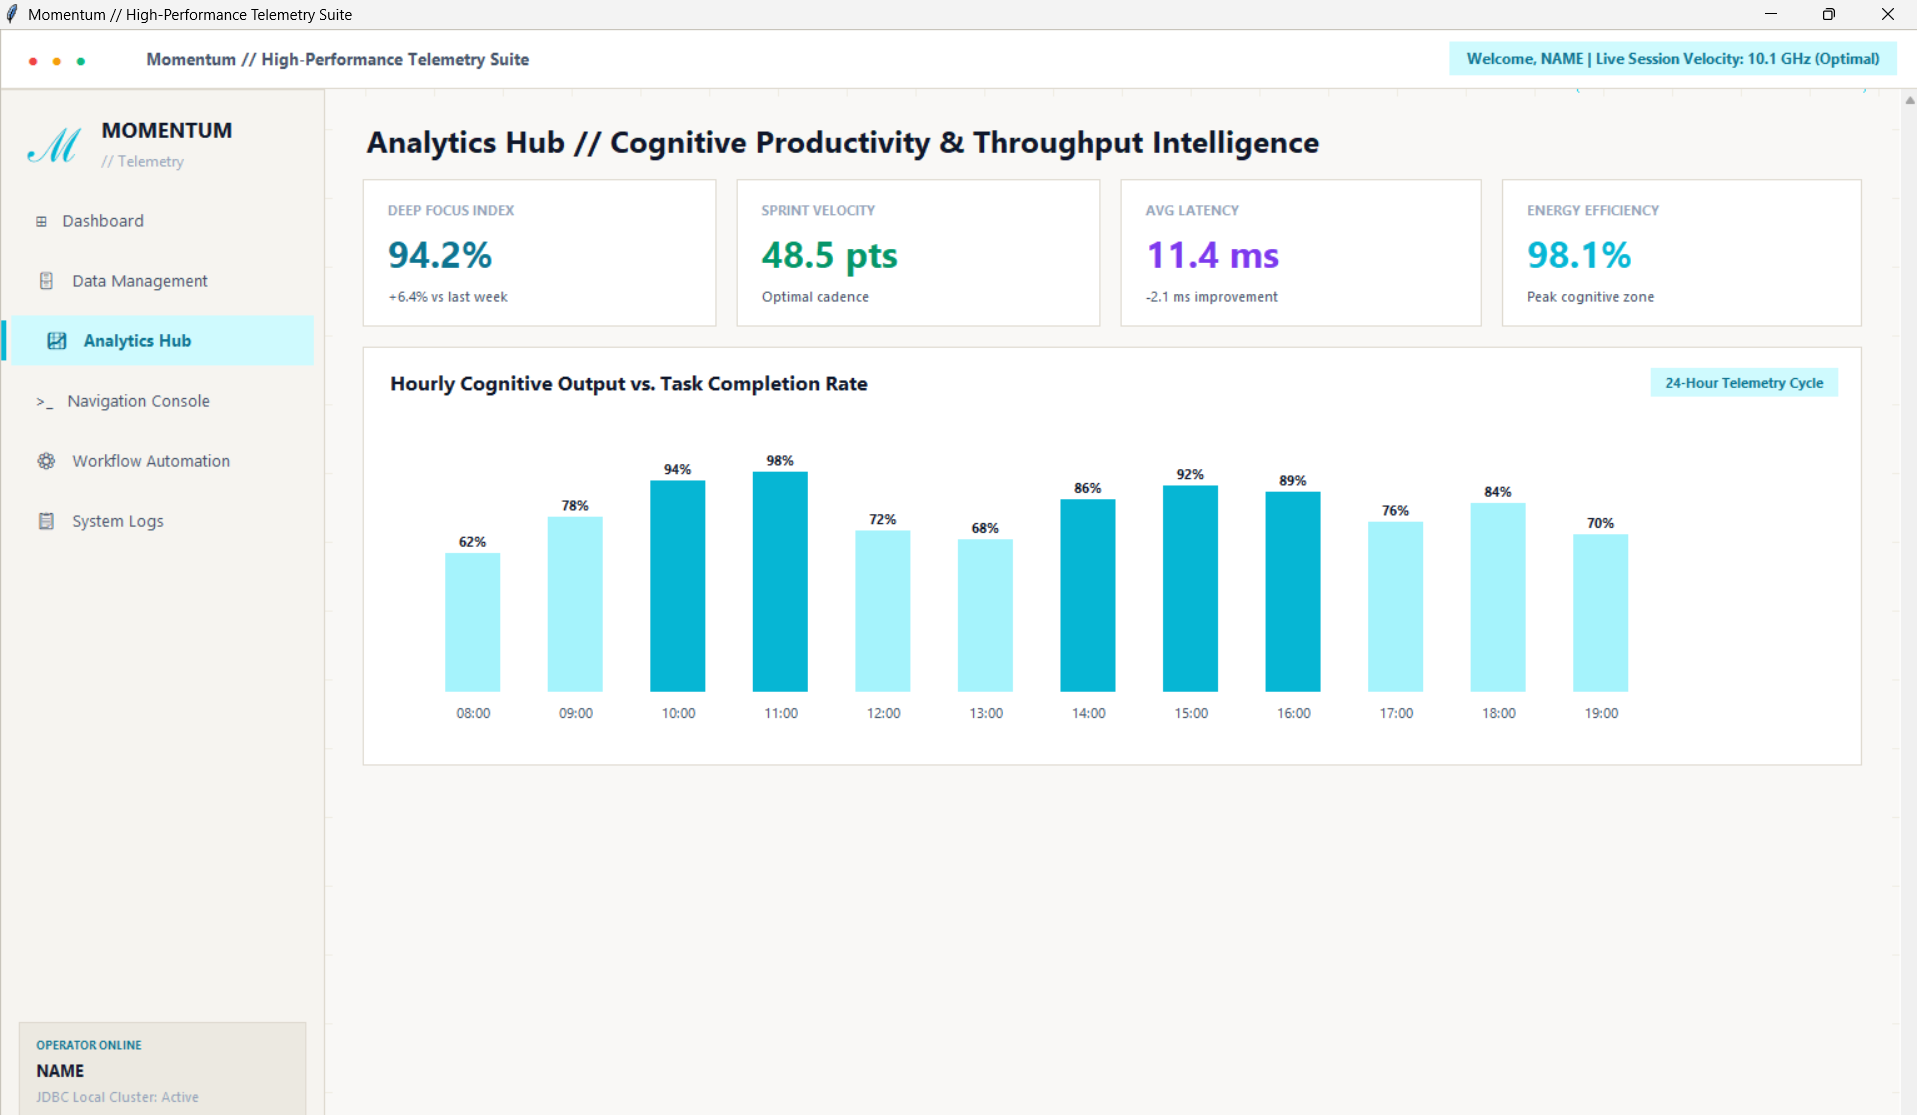 Momentum // High-Performance Telemetry Suite
Momentum // High-Performance Telemetry Suite
Welcome, NAME | Live Session Velocity: 10.1 GHz (Optimal)
M
MOMENTUM
// Telemetry
Dashboard
Data Management
Analytics Hub
>_ Navigation Console
Workflow Automation
System Logs
OPERATOR ONLINE
NAME
JDBC Local Cluster: Active
Analytics Hub // Cognitive Productivity & Throughput Intelligence
DEEP FOCUS INDEX
94.2%
+6.4% vs last week
SPRINT VELOCITY
48.5 pts
Optimal cadence
AVG LATENCY
11.4 ms
-2.1 ms improvement
ENERGY EFFICIENCY
98.1%
Peak cognitive zone
Hourly Cognitive Output vs. Task Completion Rate
24-Hour Telemetry Cycle
62% 78% 94% 98% 72% 68% 86% 92% 89% 76% 84% 70%
08:00 09:00 10:00 11:00 12:00 13:00 14:00 15:00 16:00 17:00 18:00 19:00